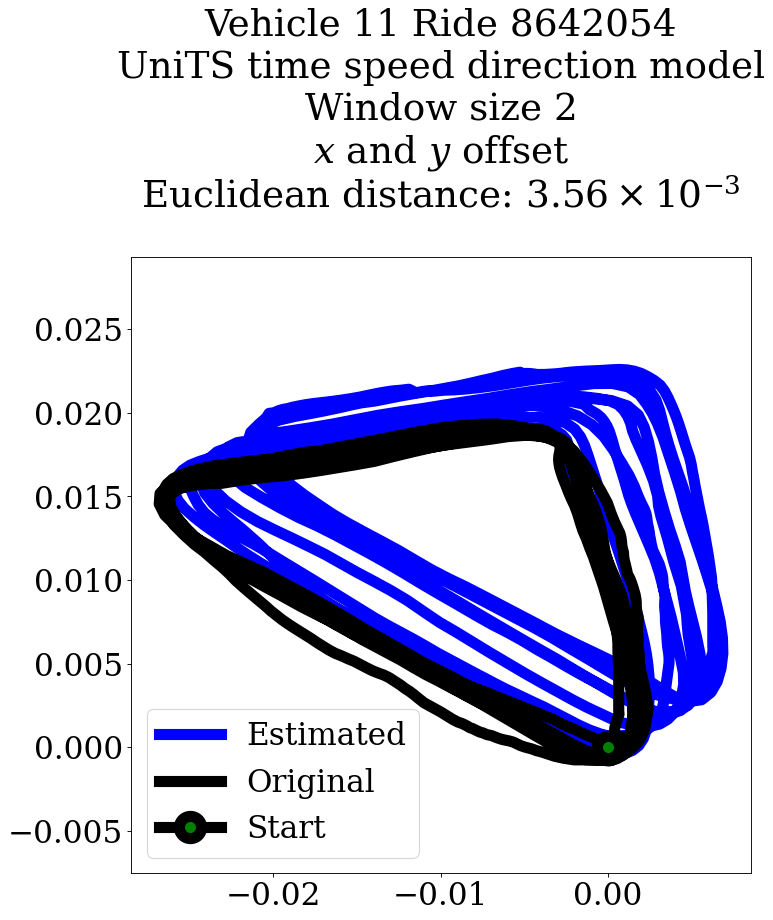 Vehicle 11 Ride 8642054
UniTS time speed direction model
Window size 2
x and y offset
Euclidean distance: 3.56 × 10⁻³
0.025
0.020
0.015
0.010
0.005
0.000
−0.005
Estimated
Original
Start
−0.02 −0.01 0.00